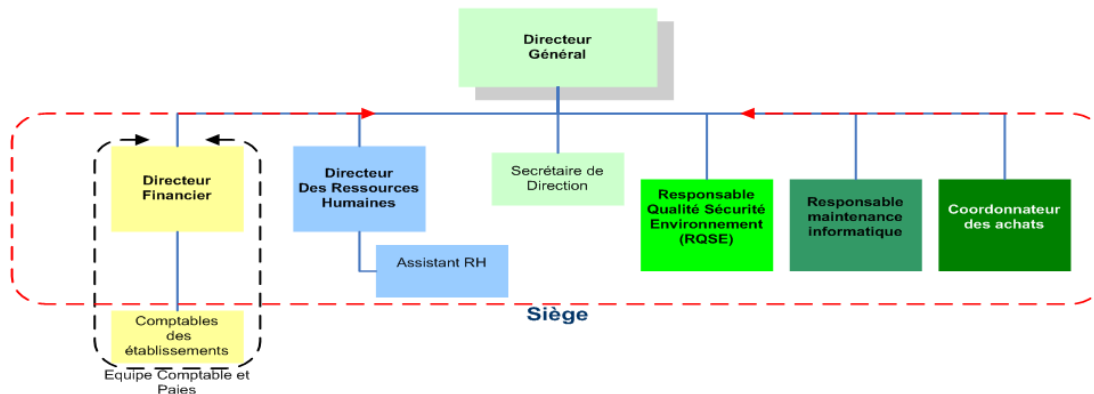 Directeur
Général
Directeur
Financier
Directeur
Des Ressources
Humaines
Secrétaire de
Direction
Responsable
Qualité Sécurité
Environnement
(RQSE)
Responsable
maintenance
informatique
Coordonnateur
des achats
Assistant RH
Siège
Comptables
des
établissements
Equipe Comptable et
Paies